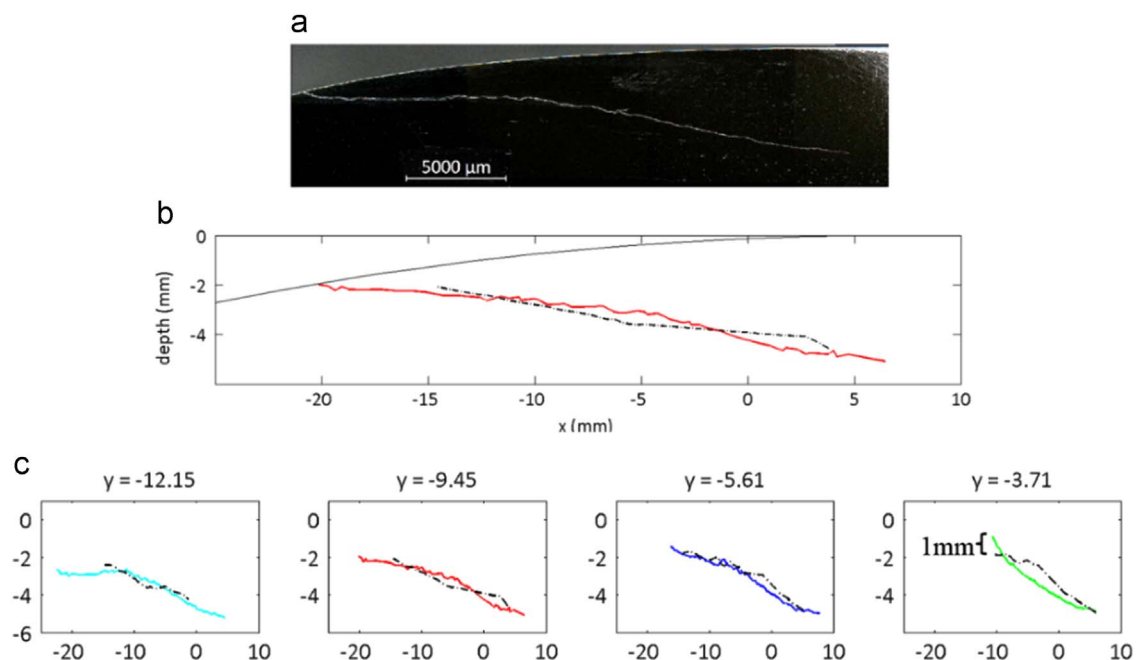 a
5000 µm
b
0
-2
-4
depth (mm)
-20 -15 -10 -5 0 5 10
x (mm)
c
y = -12.15 y = -9.45 y = -5.61 y = -3.71
0 0 0 0
1mm
-2 -2 -2 -2
-4 -4 -4 -4
-6
-20 -10 0 10 -20 -10 0 10 -20 -10 0 10 -20 -10 0 10